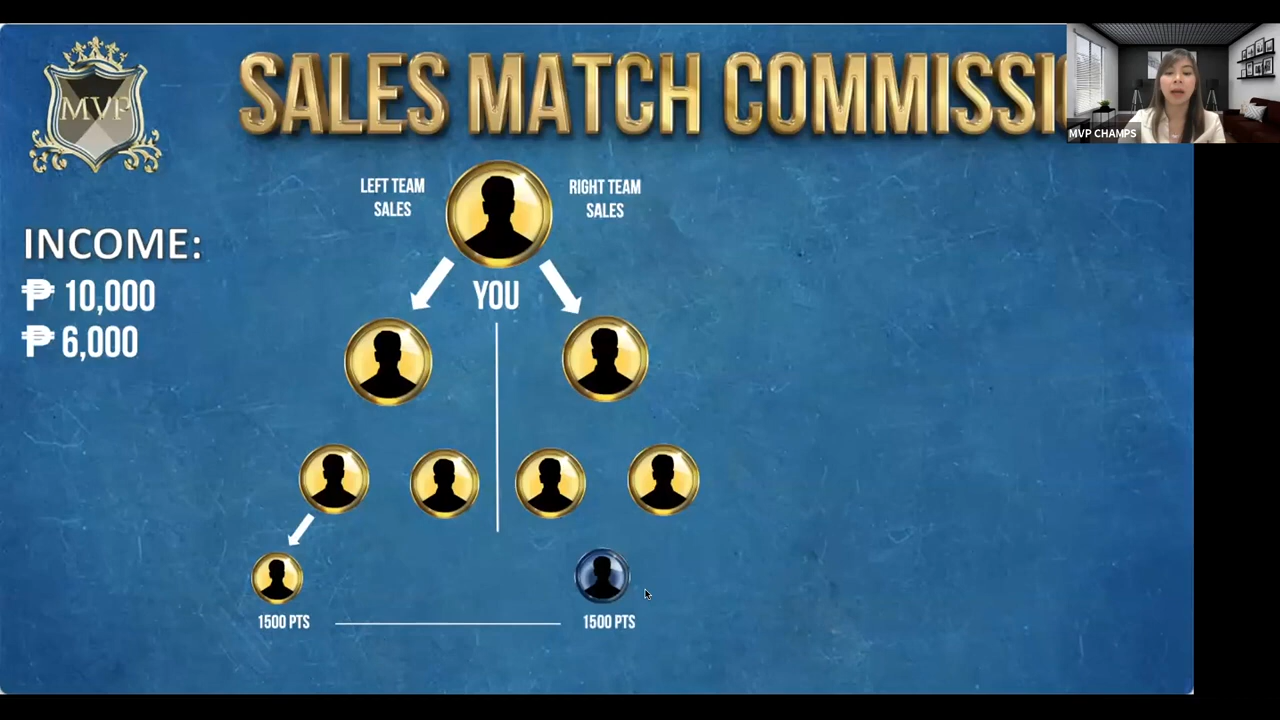 MVP
SALES MATCH COMMISSI
MVP CHAMPS
LEFT TEAM
SALES
RIGHT TEAM
SALES
INCOME:
₱ 10,000
₱ 6,000
YOU
1500 PTS
1500 PTS